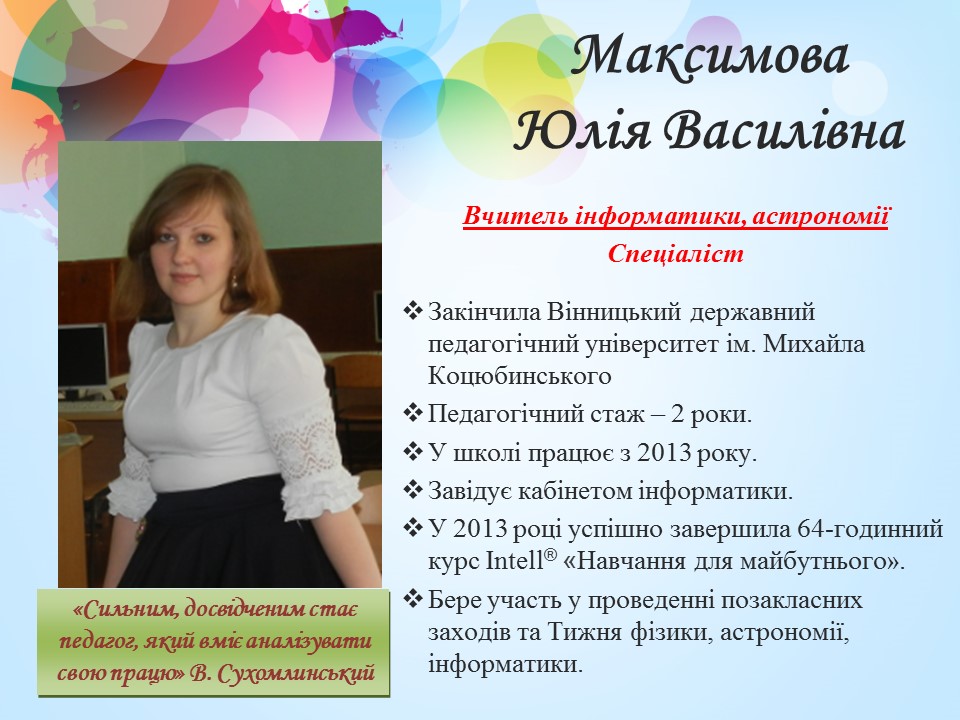 Максимова
Юлія Василівна
Вчитель інформатики, астрономії
Спеціаліст
❖ Закінчила Вінницький державний
педагогічний університет ім. Михайла
Коцюбинського
❖ Педагогічний стаж – 2 роки.
❖ У школі працює з 2013 року.
❖ Завідує кабінетом інформатики.
❖ У 2013 році успішно завершила 64-годинний
курс Intell® «Навчання для майбутнього».
❖ Бере участь у проведенні позакласних
заходів та Тижня фізики, астрономії,
інформатики.
«Сильним, досвідченим стає
педагог, який вміє аналізувати
свою працю» В. Сухомлинський